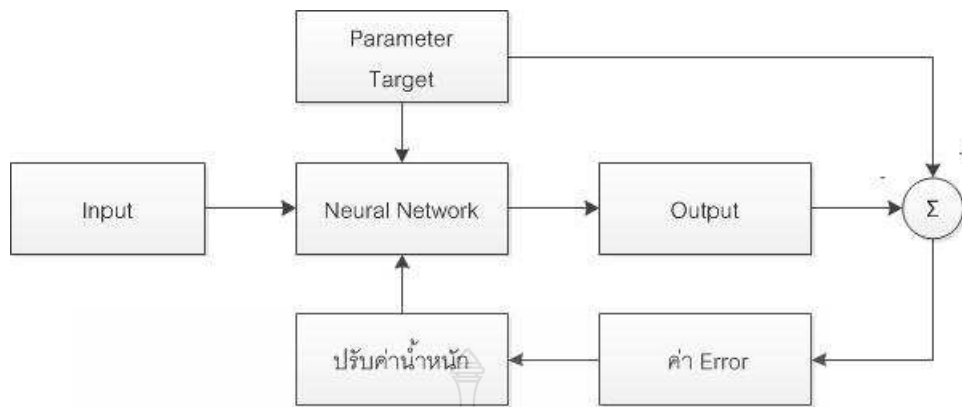 Parameter
Target
Input
Neural Network
Output
-
Σ
ปรับค่าน้ำหนัก
ค่า Error